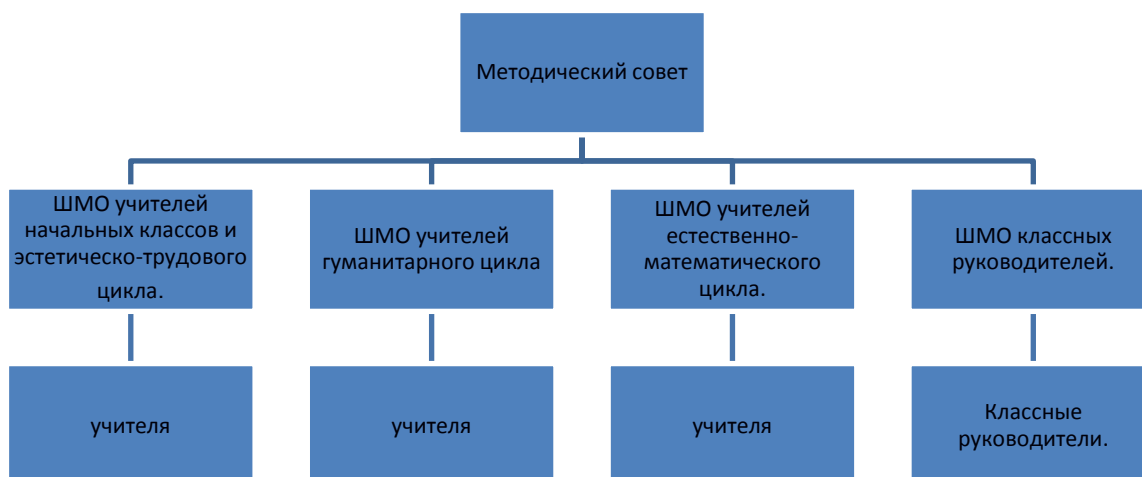 Методический совет
ШМО учителей
начальных классов и
эстетическо-трудового
цикла.
ШМО учителей
гуманитарного цикла
ШМО учителей
естественно-
математического
цикла.
ШМО классных
руководителей.
учителя
учителя
учителя
Классные
руководители.